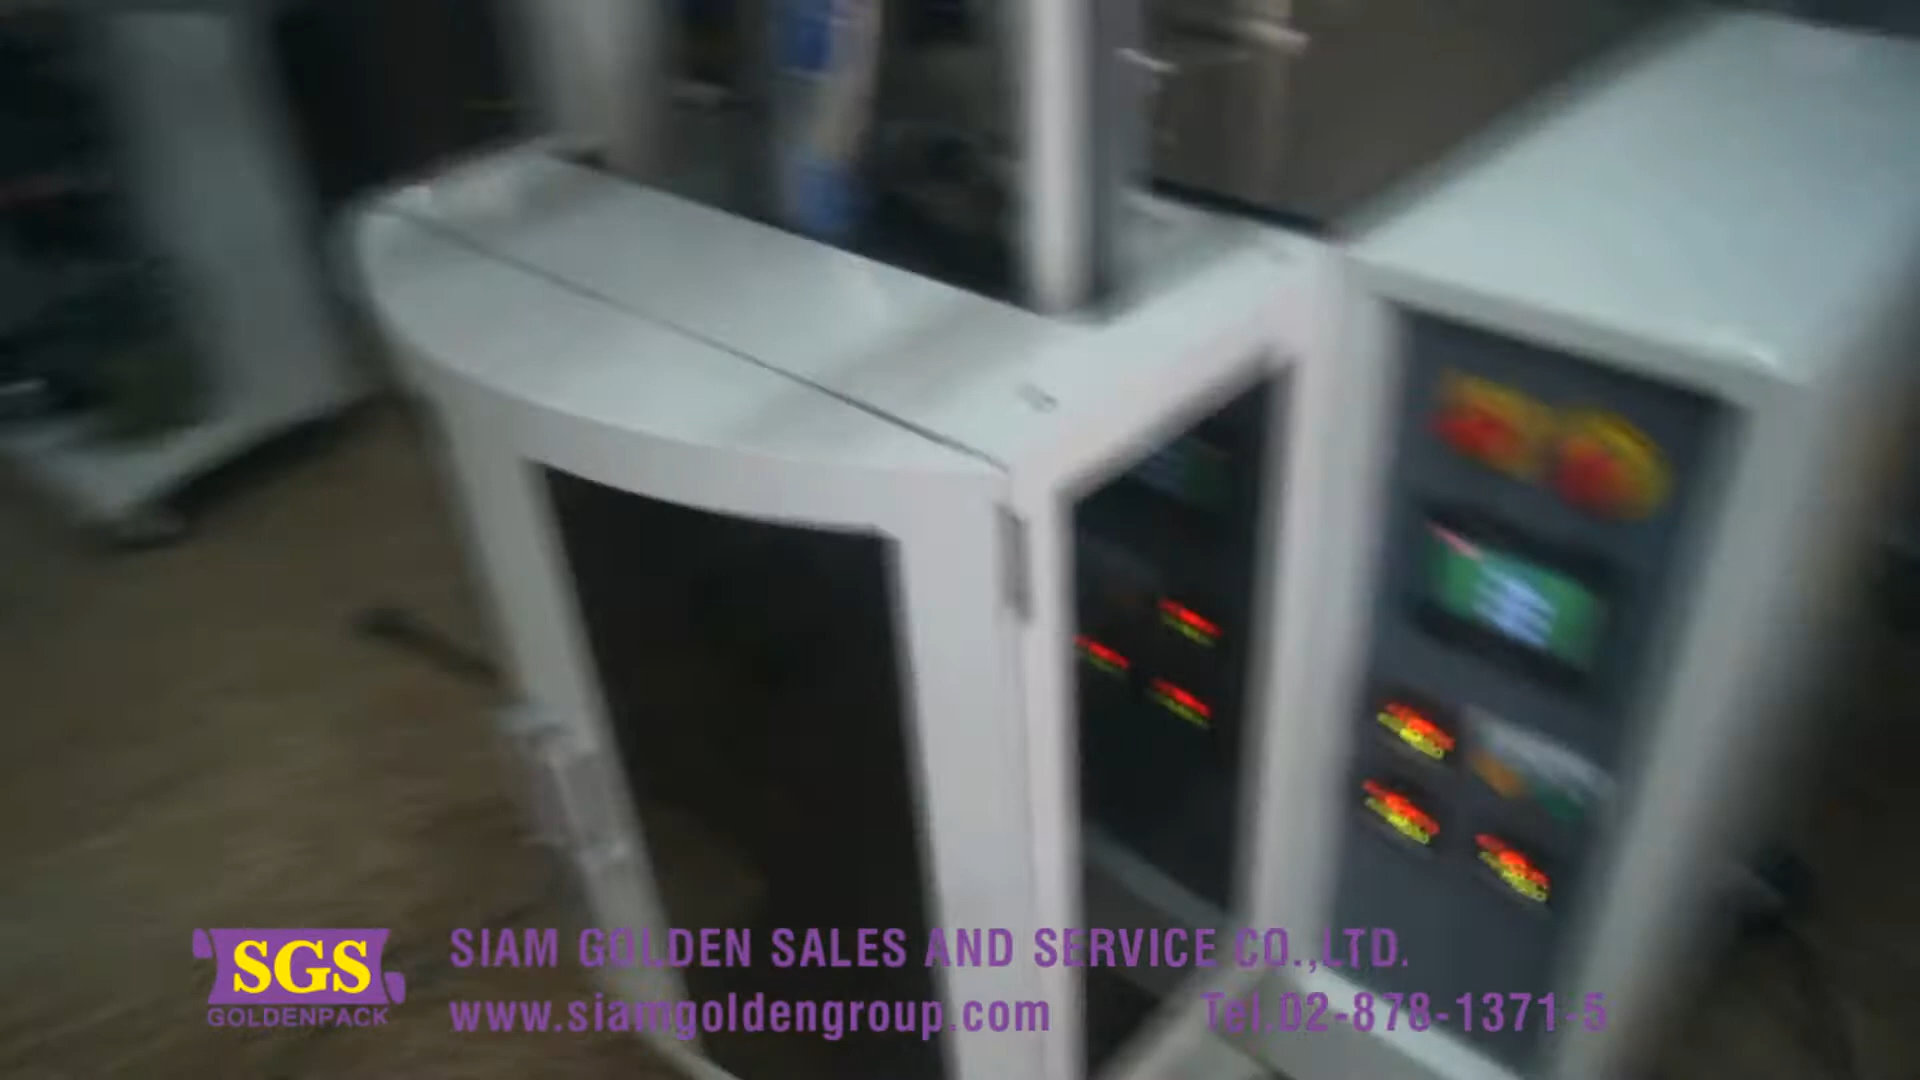 SGS
GOLDENPACK
SIAM GOLDEN SALES AND SERVICE CO.,LTD.
www.siamgoldengroup.com
Tel.02-878-1371-5